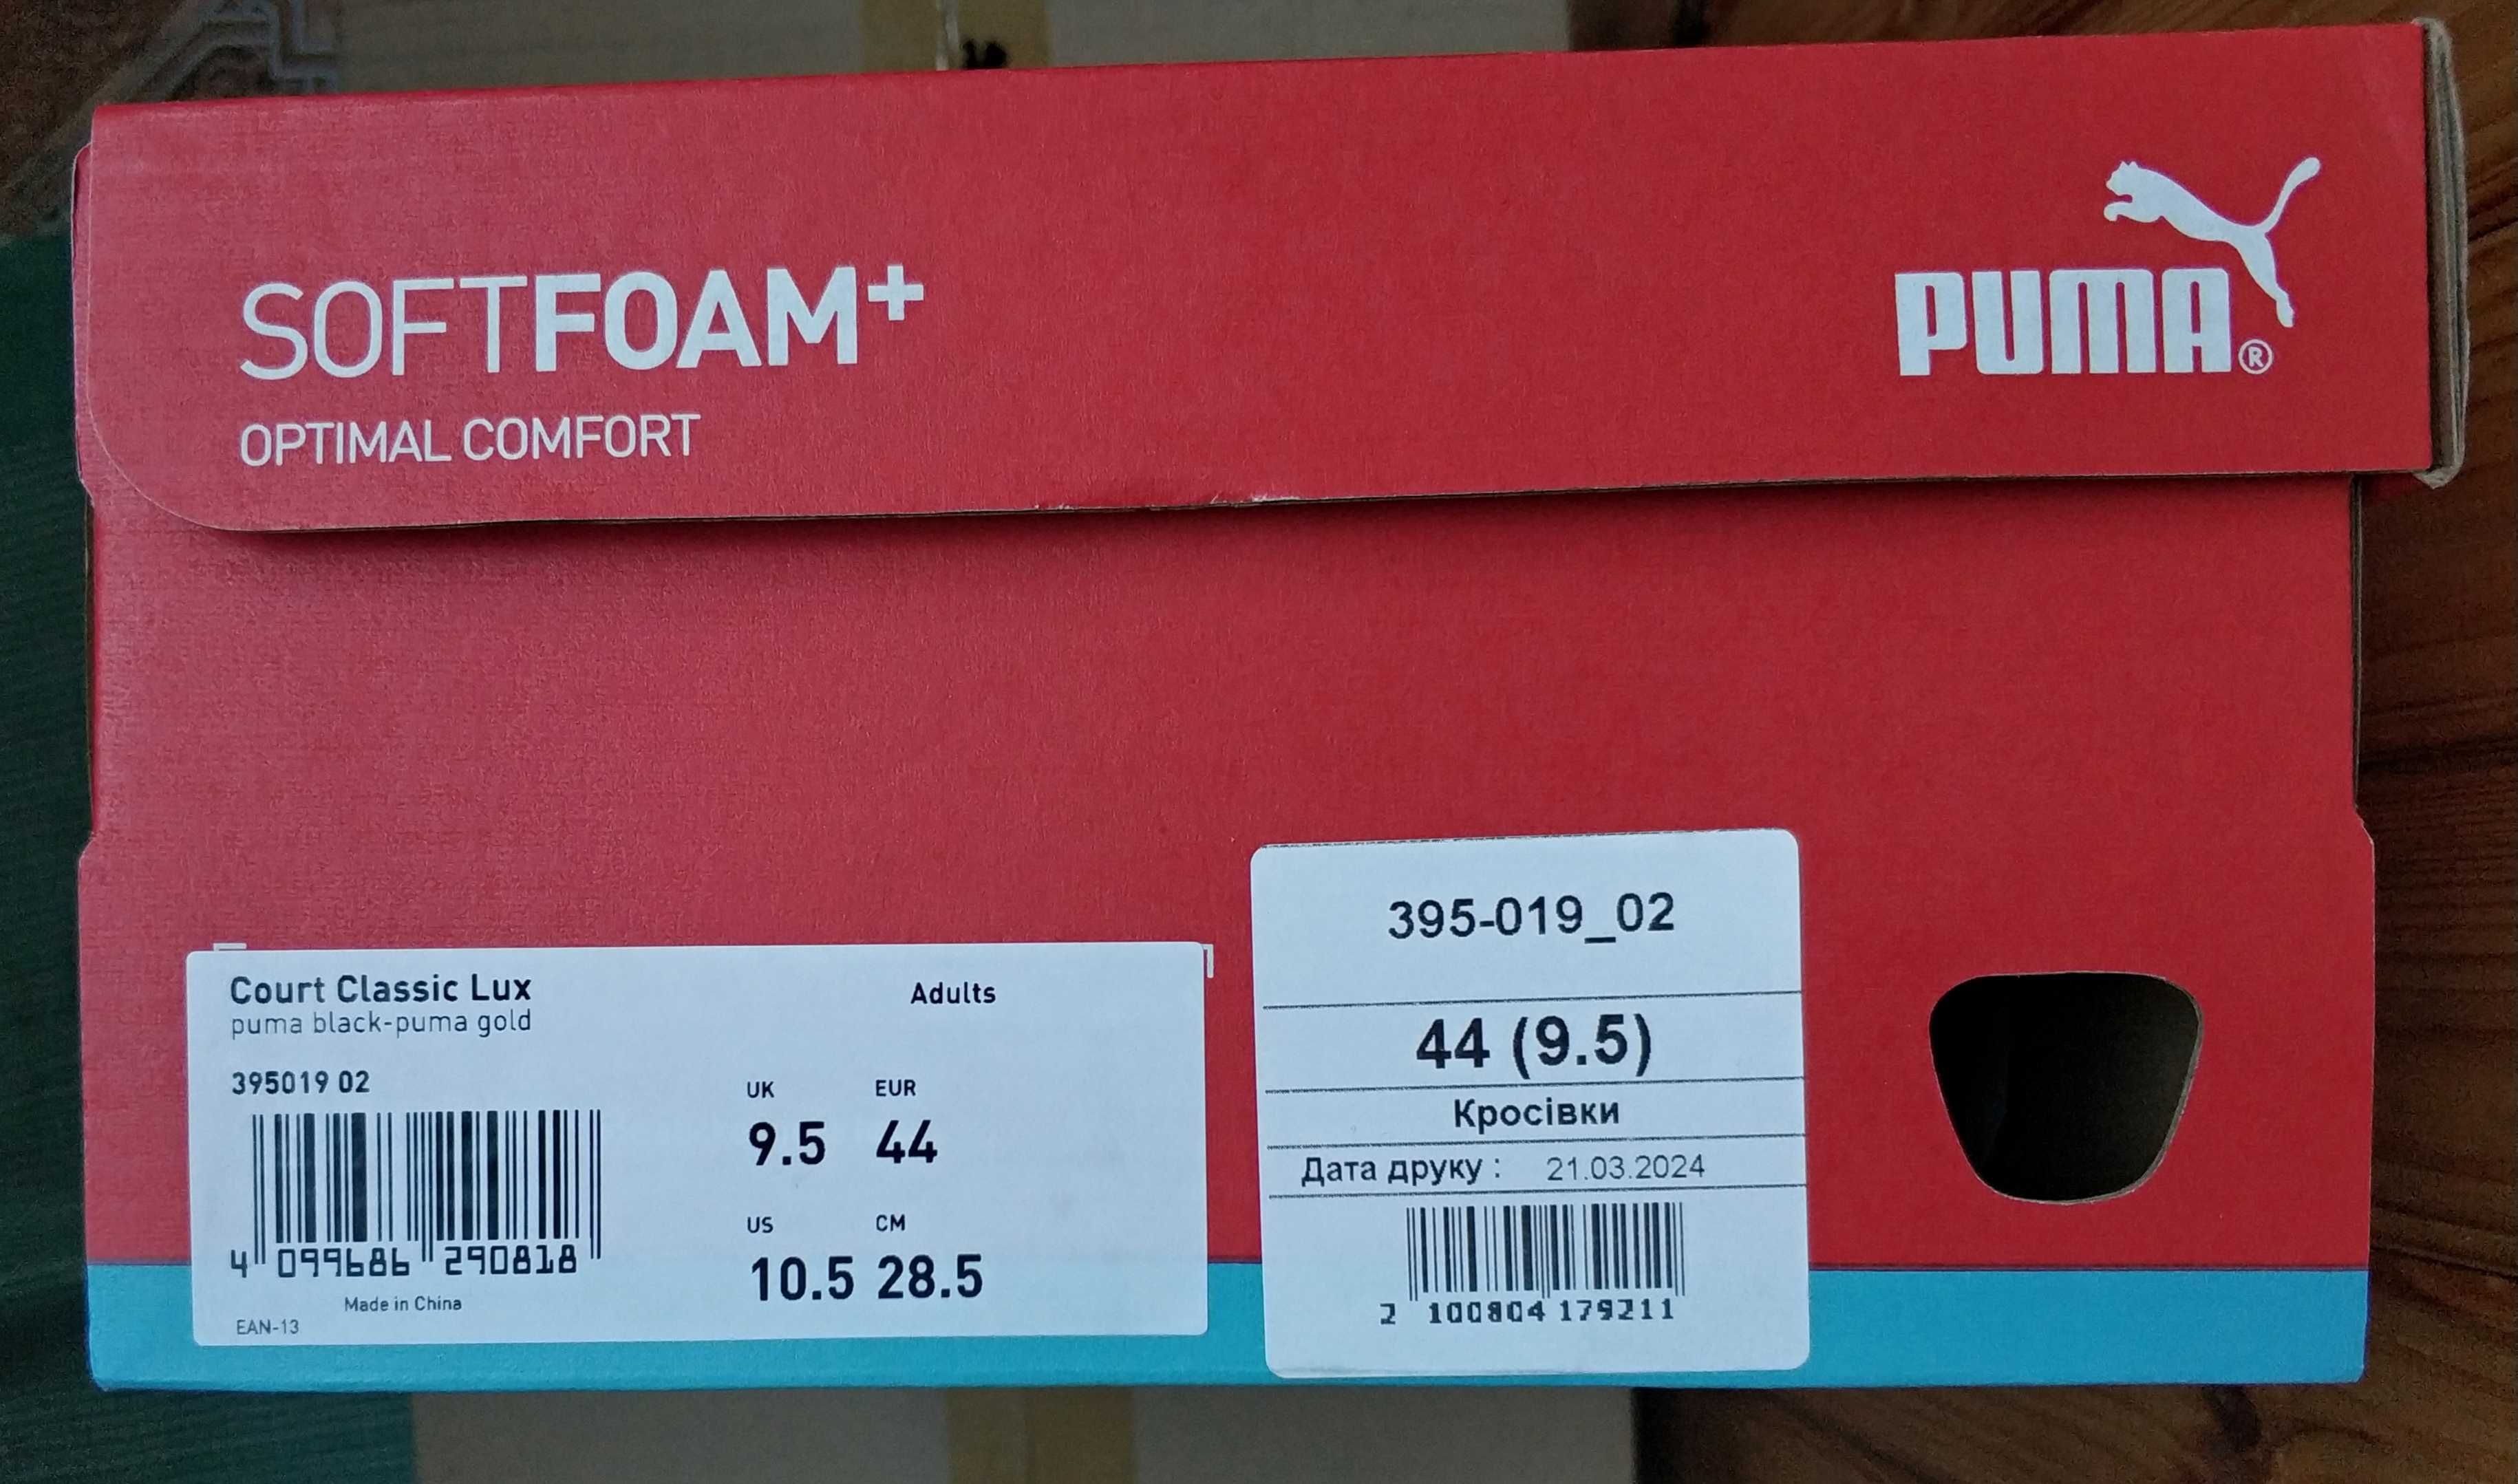 SOFTFOAM+
OPTIMAL COMFORT
PUMA®
Court Classic Lux
puma black-puma gold
Adults
395019 02
UK EUR
9.5 44
US CM
10.5 28.5
4 099686 290818
Made in China
EAN-13
395-019_02
44 (9.5)
Кросівки
Дата друку : 21.03.2024
2 100804 179211